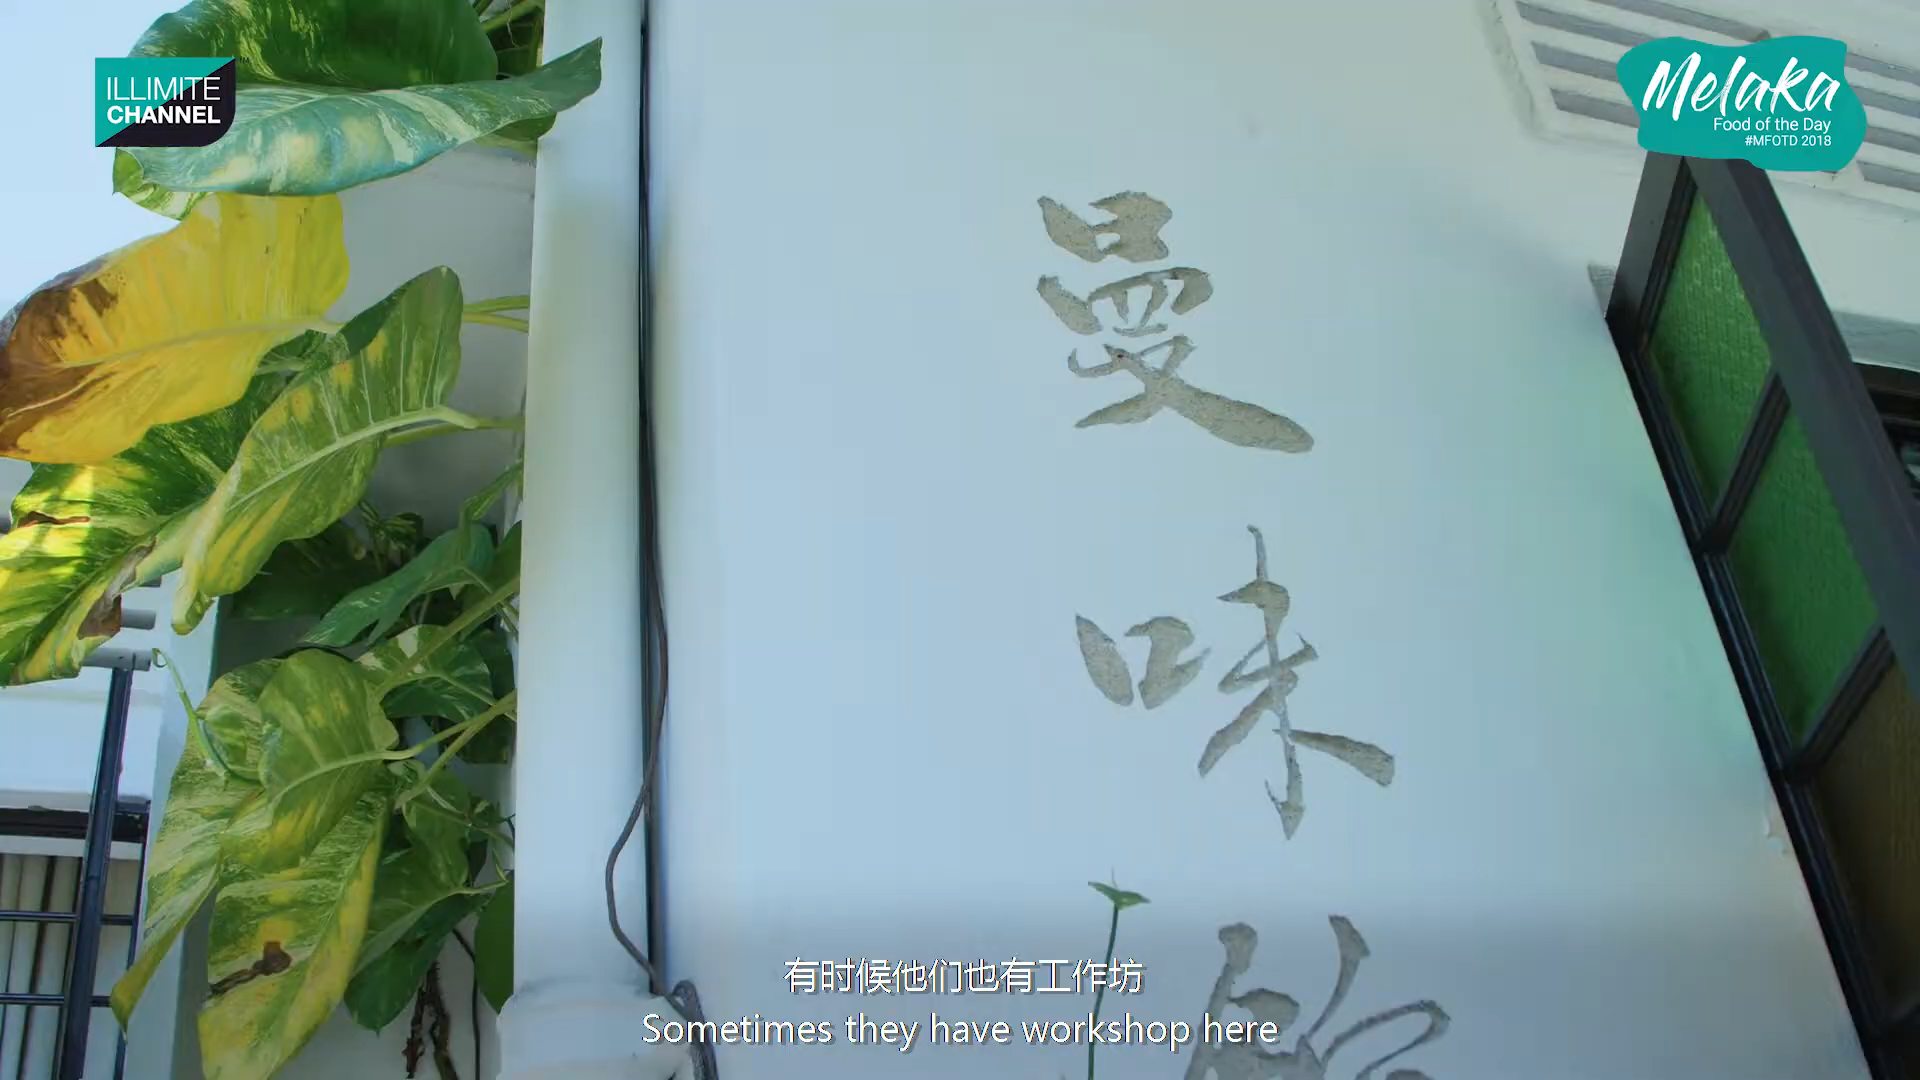 ILLIMITE
CHANNEL
Melaka
Food of the Day
#MFOTD 2018
曼
味
有时候他们也有工作坊
Sometimes they have workshop here